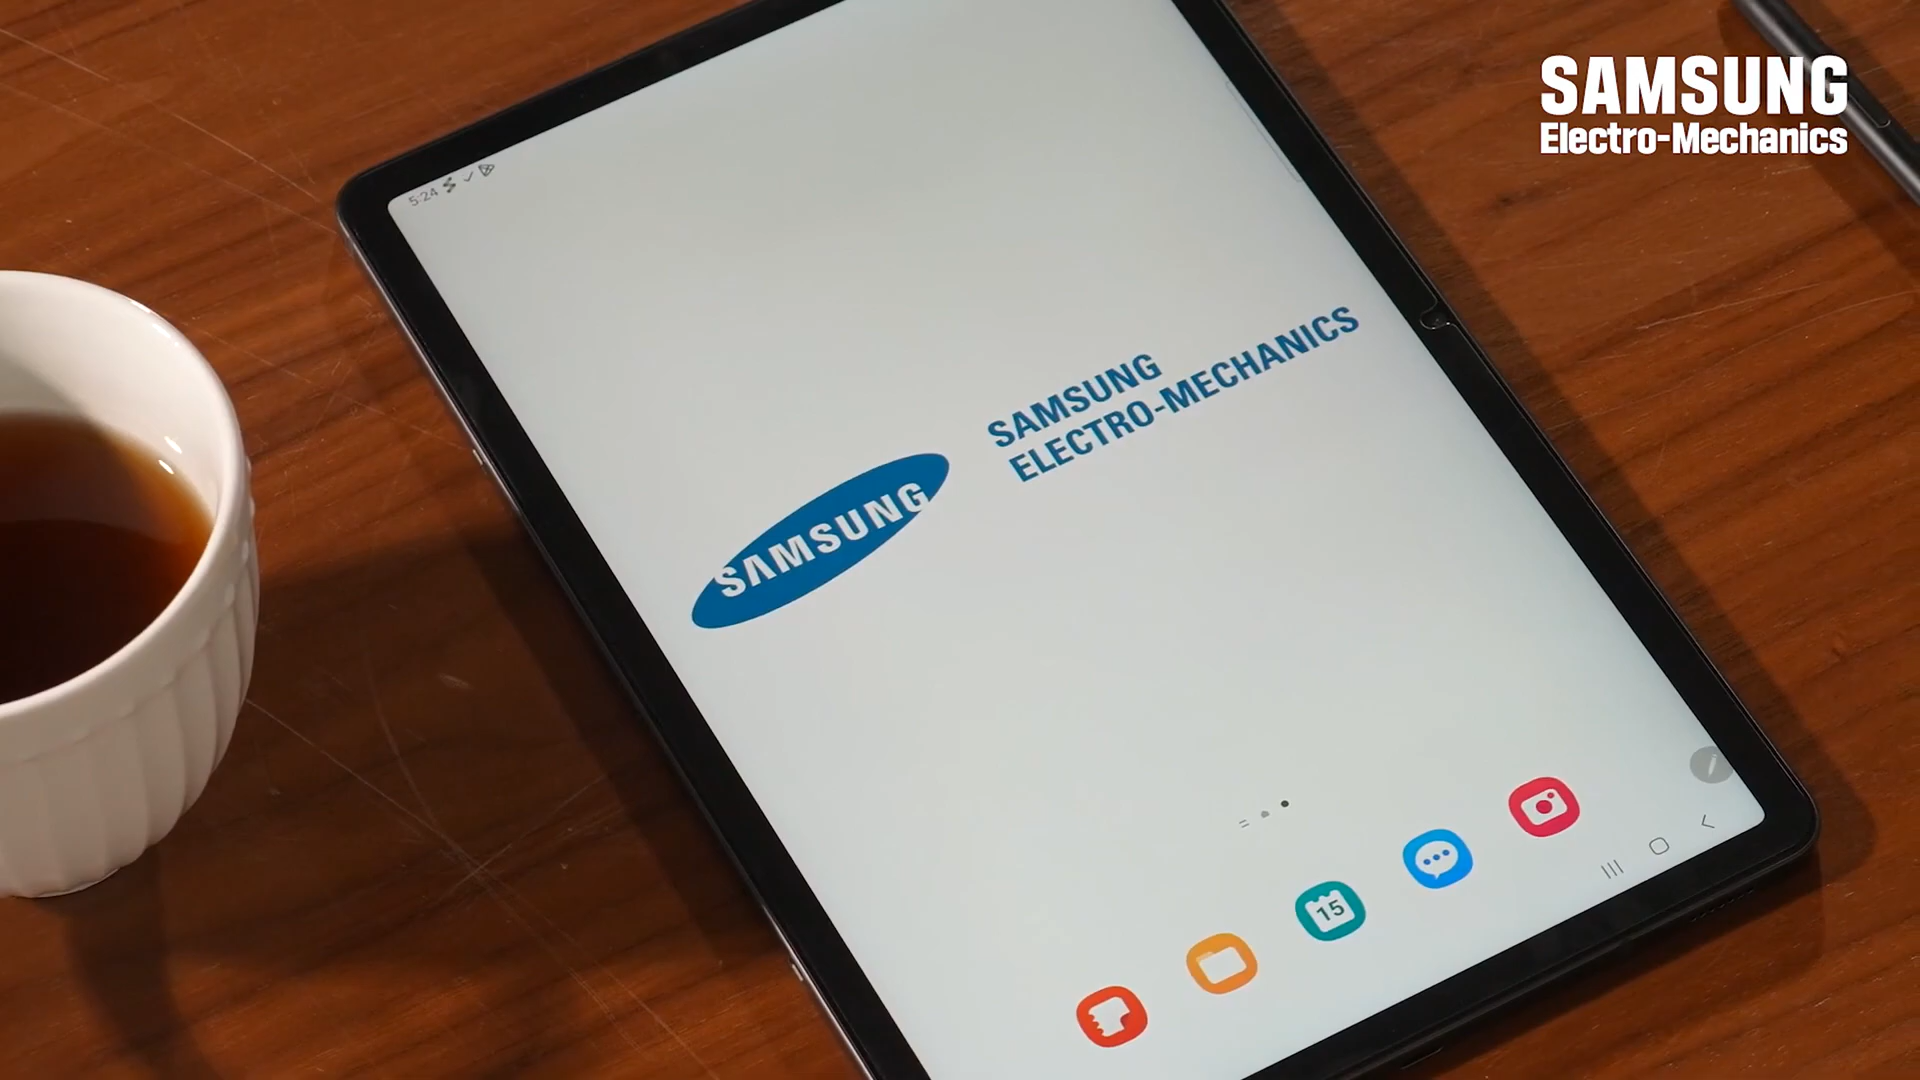 SAMSUNG
Electro-Mechanics
5:24
SAMSUNG
ELECTRO-MECHANICS
SAMSUNG
15